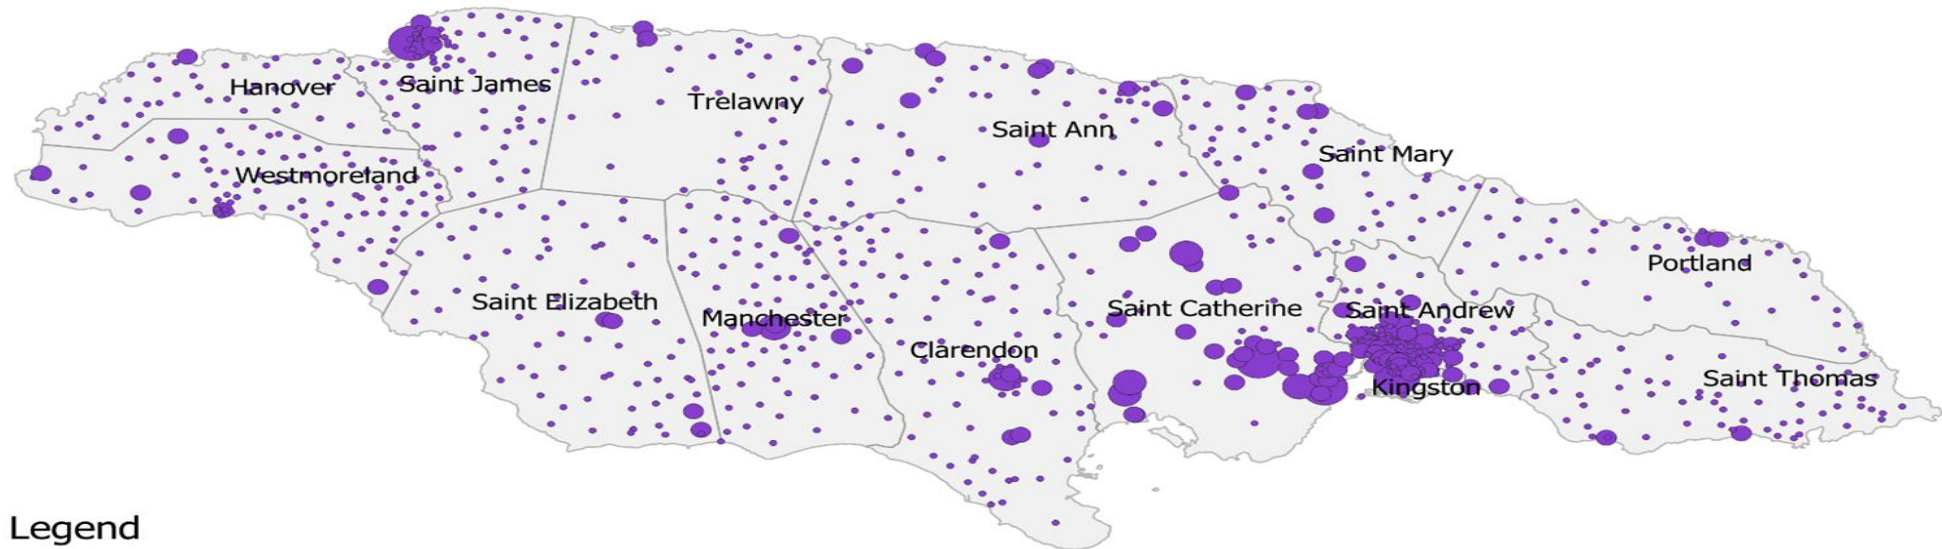 Hanover
Saint James
Trelawny
Saint Ann
Saint Mary
Westmoreland
Portland
Saint Elizabeth
Manchester
Saint Catherine
Saint Andrew
Clarendon
Kingston
Saint Thomas
Legend